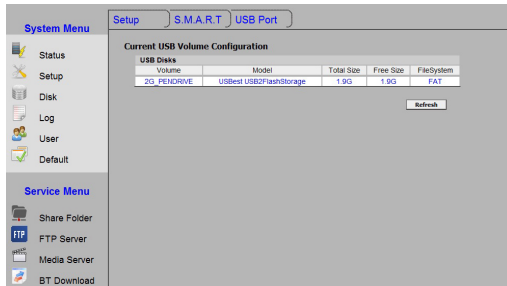 System Menu
Status
Setup
Disk
Log
User
Default
Service Menu
Share Folder
FTP
FTP Server
Media Server
BT Download
Setup S.M.A.R.T USB Port
Current USB Volume Configuration
USB Disks
Volume Model Total Size Free Size FileSystem
2G_PENDRIVE USBest USB2FlashStorage 1.9G 1.9G FAT
Refresh